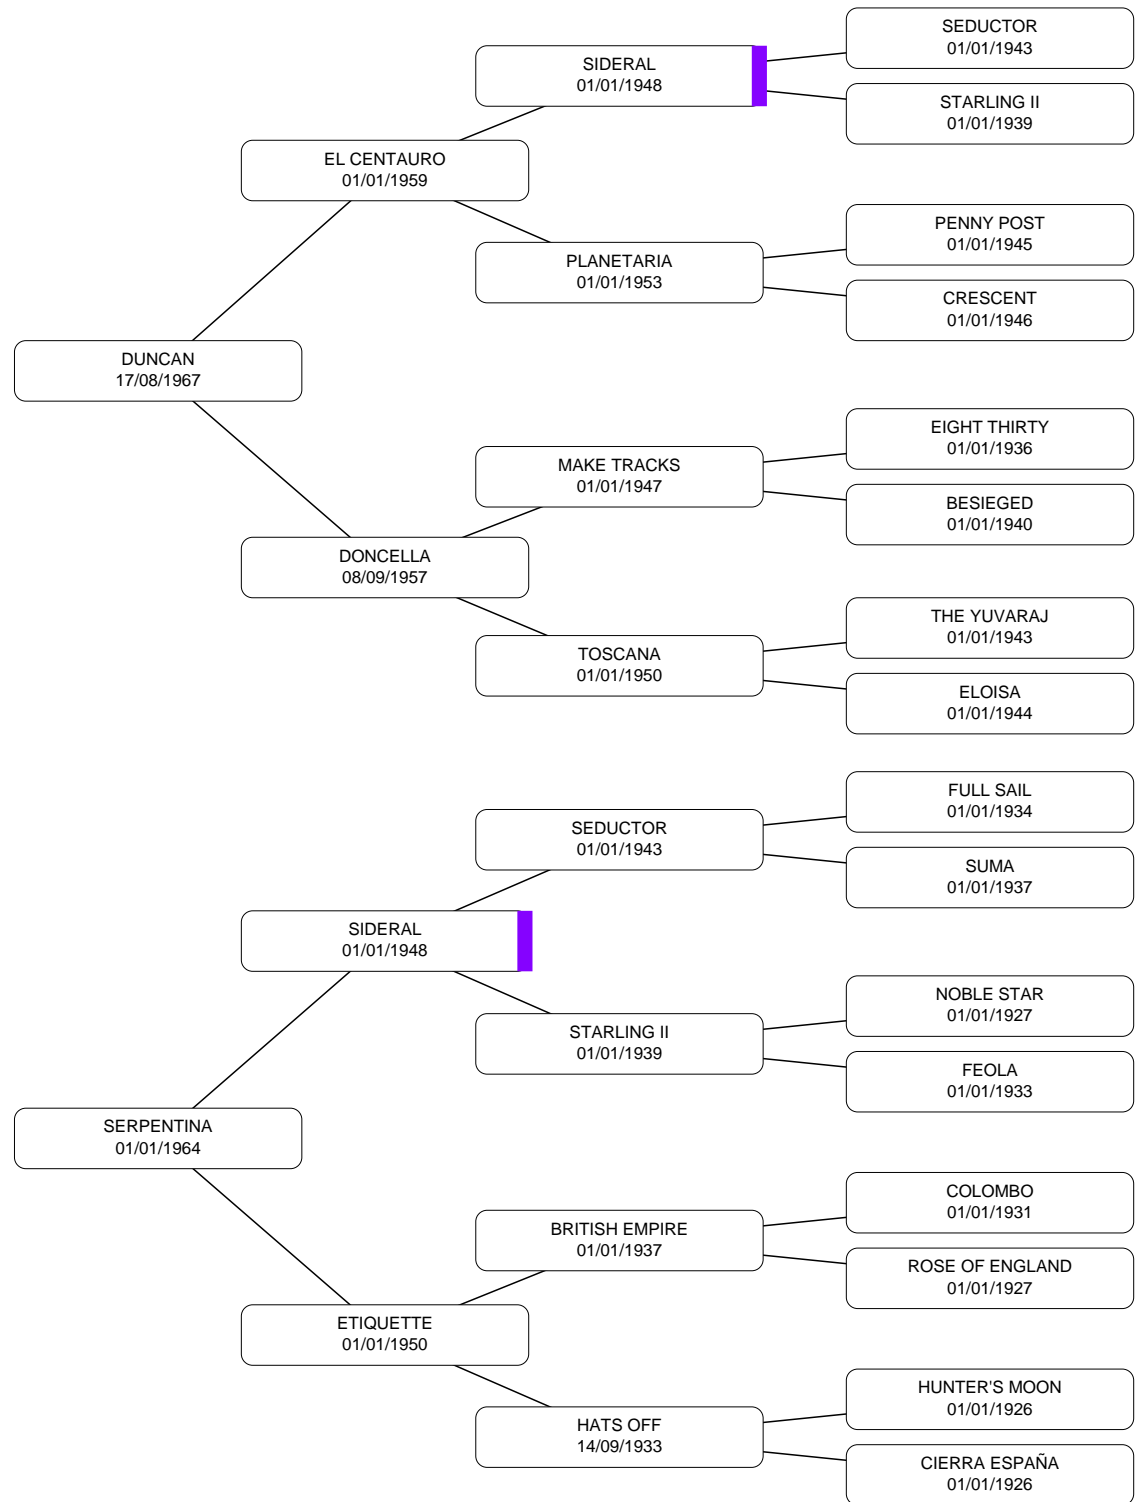 SEDUCTOR
01/01/1943
SIDERAL
01/01/1948
STARLING II
01/01/1939
EL CENTAURO
01/01/1959
PENNY POST
01/01/1945
PLANETARIA
01/01/1953
CRESCENT
01/01/1946
DUNCAN
17/08/1967
EIGHT THIRTY
01/01/1936
MAKE TRACKS
01/01/1947
BESIEGED
01/01/1940
DONCELLA
08/09/1957
THE YUVARAJ
01/01/1943
TOSCANA
01/01/1950
ELOISA
01/01/1944
FULL SAIL
01/01/1934
SEDUCTOR
01/01/1943
SUMA
01/01/1937
SIDERAL
01/01/1948
NOBLE STAR
01/01/1927
STARLING II
01/01/1939
FEOLA
01/01/1933
SERPENTINA
01/01/1964
COLOMBO
01/01/1931
BRITISH EMPIRE
01/01/1937
ROSE OF ENGLAND
01/01/1927
ETIQUETTE
01/01/1950
HUNTER'S MOON
01/01/1926
HATS OFF
14/09/1933
CIERRA ESPAÑA
01/01/1926